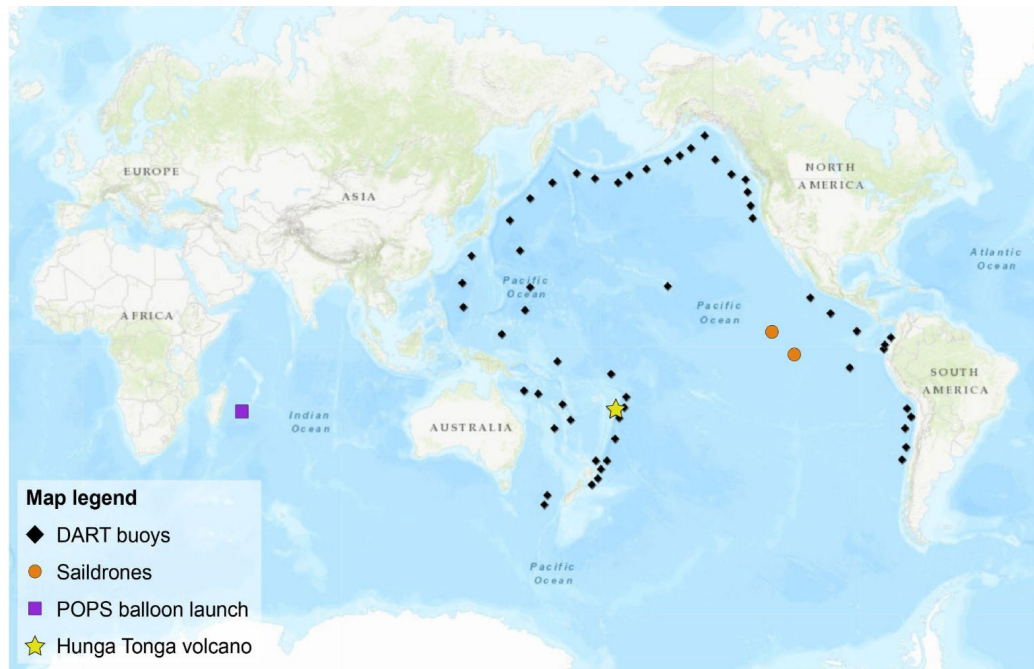 EUROPE
ASIA
NORTH
AMERICA
Atlantic
Ocean
Pacific
Ocean
Pacific
Ocean
AFRICA
SOUTH
AMERICA
Indian
Ocean
AUSTRALIA
Pacific
Ocean
Map legend
DART buoys
Saildrones
POPS balloon launch
Hunga Tonga volcano